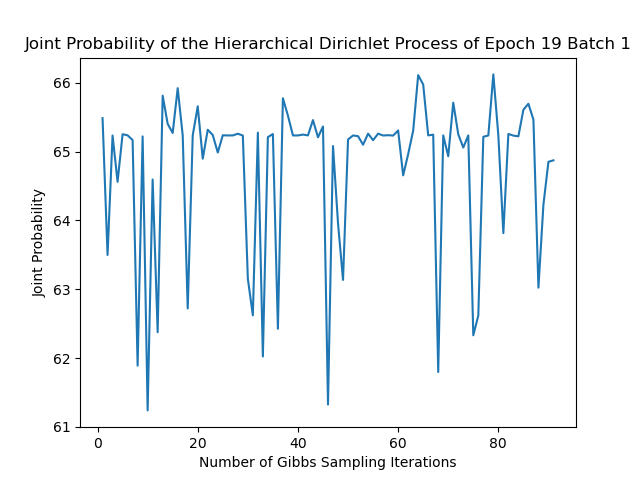 Joint Probability of the Hierarchical Dirichlet Process of Epoch 19 Batch 1
66
65
64
63
62
61
Joint Probability
0 20 40 60 80
Number of Gibbs Sampling Iterations